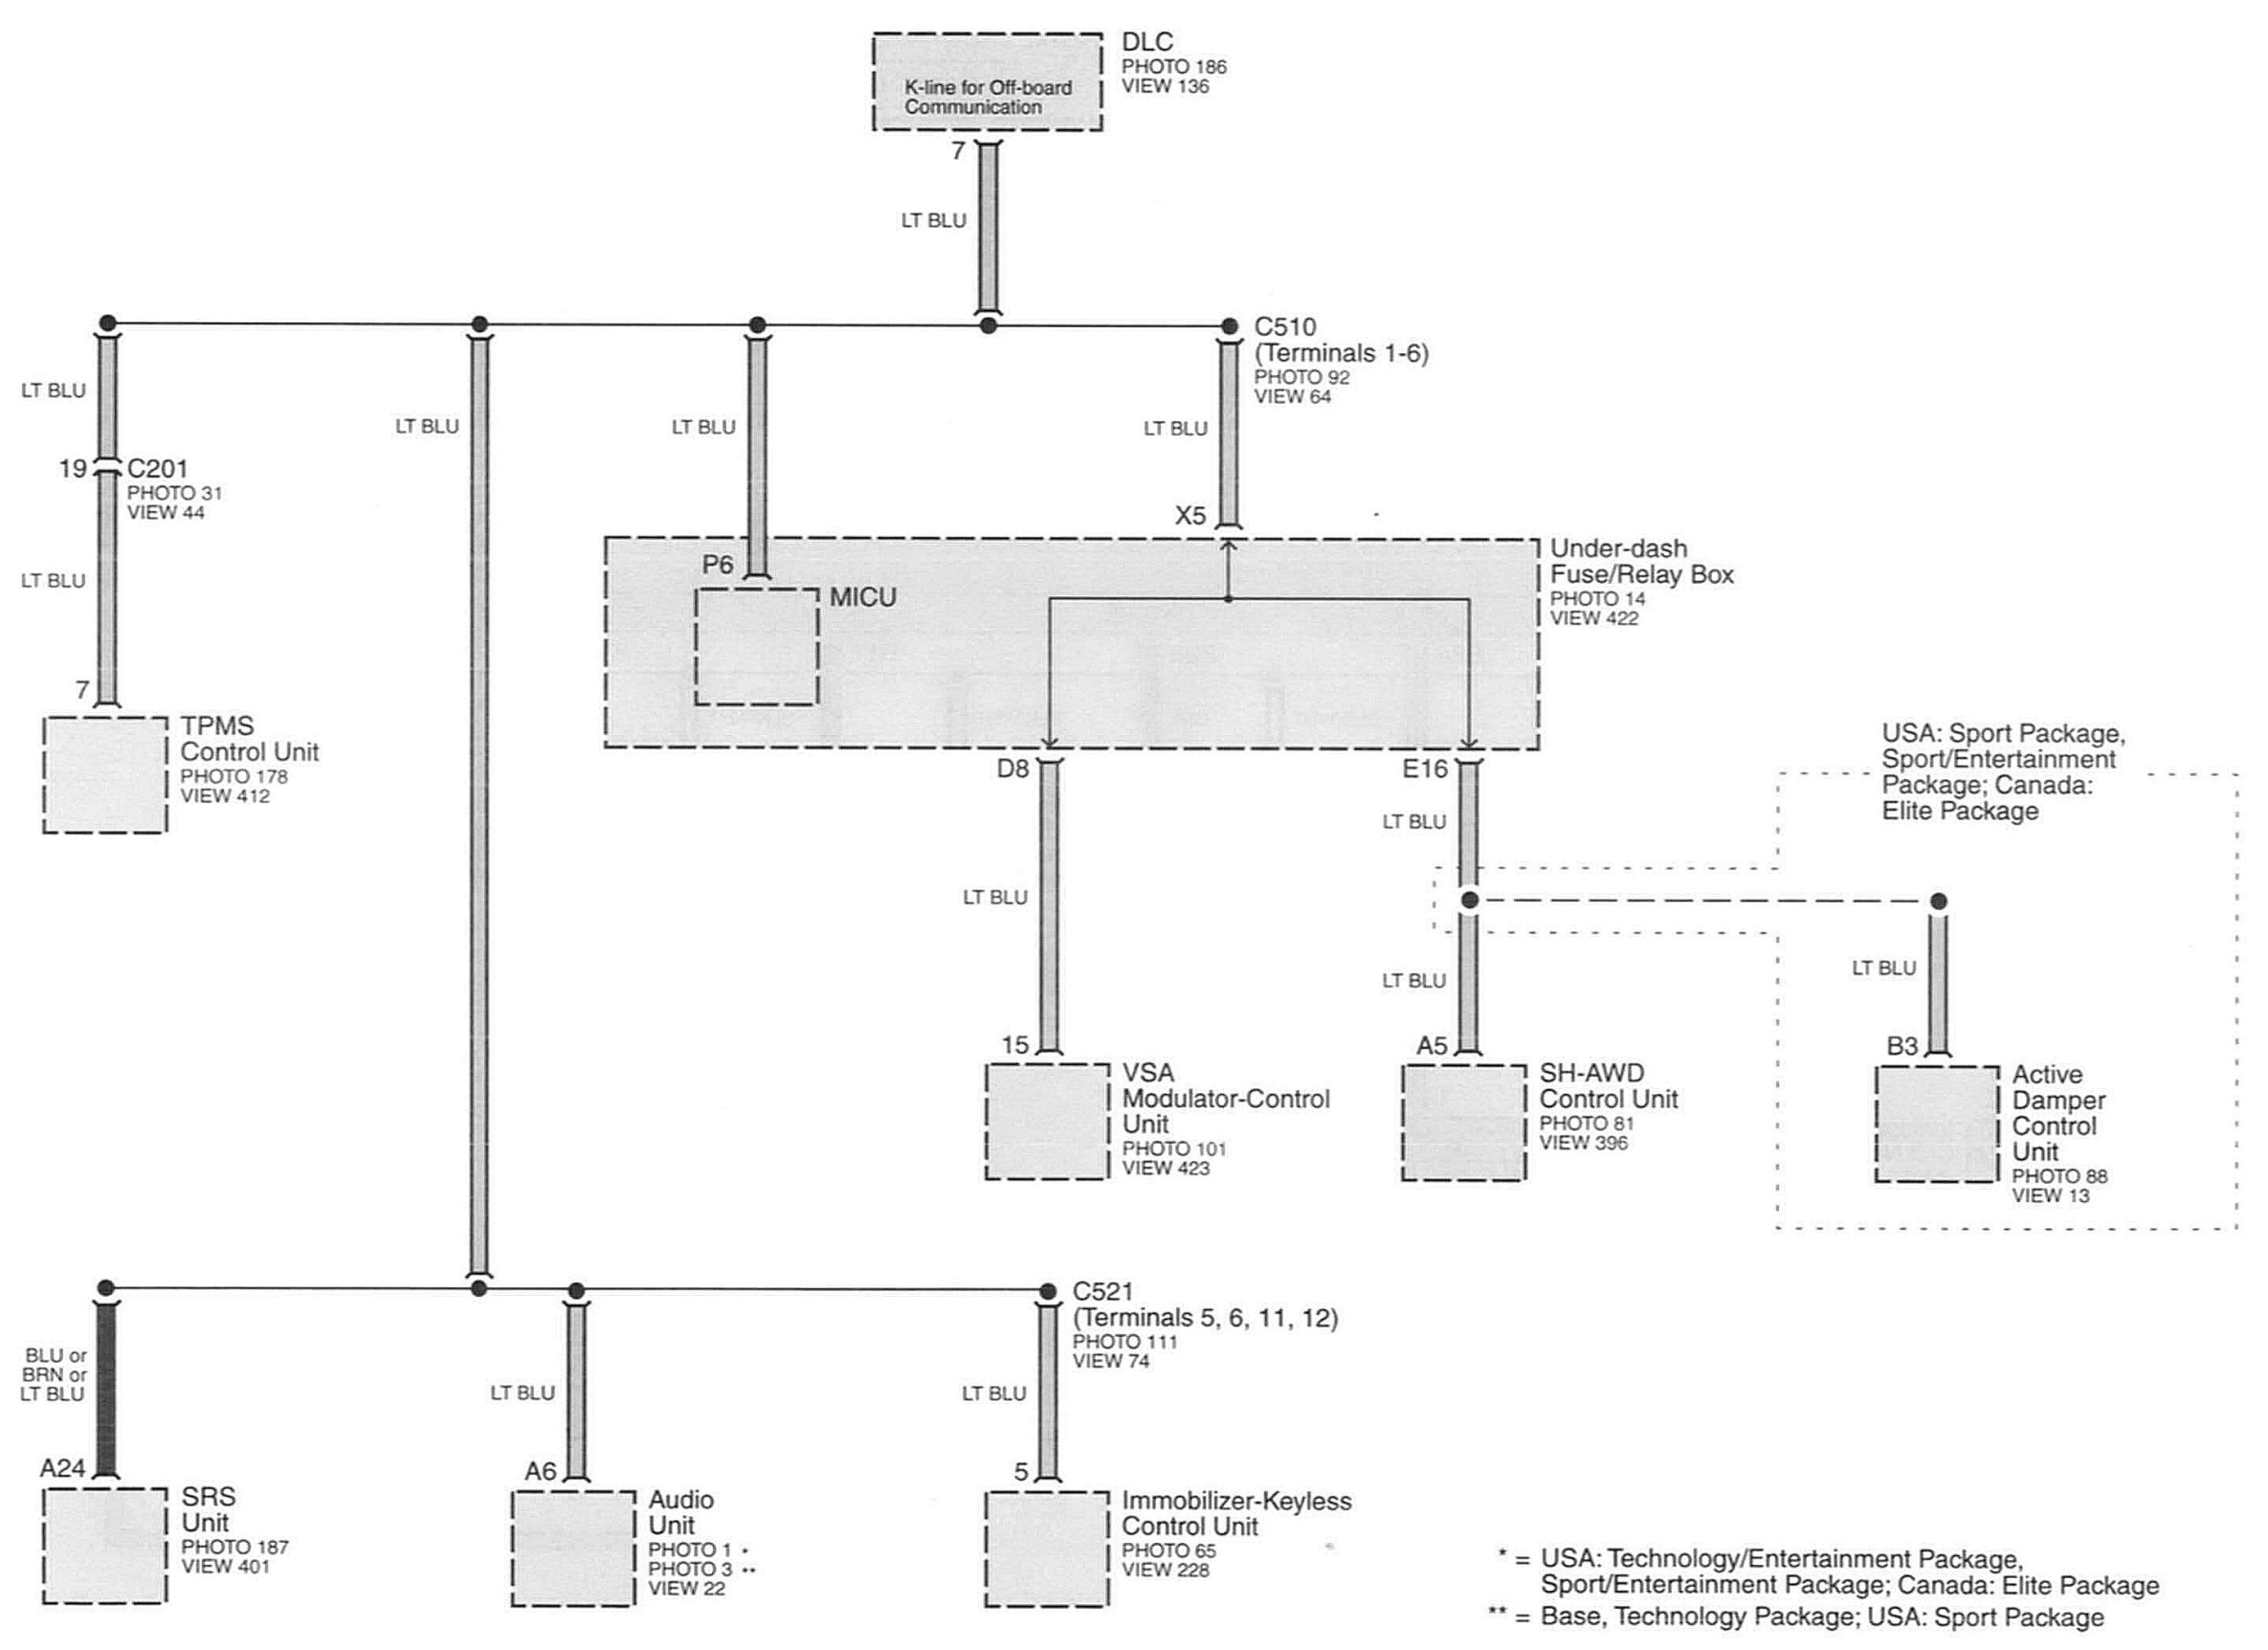 DLC
PHOTO 186
VIEW 136
K-line for Off-board
Communication
7
LT BLU
C510
(Terminals 1-6)
PHOTO 92
VIEW 64
LT BLU
LT BLU
LT BLU
LT BLU
19
C201
PHOTO 31
VIEW 44
LT BLU
X5
P6
MICU
Under-dash
Fuse/Relay Box
PHOTO 14
VIEW 422
7
TPMS
Control Unit
PHOTO 178
VIEW 412
D8
E16
USA: Sport Package,
Sport/Entertainment
Package; Canada:
Elite Package
LT BLU
LT BLU
LT BLU
LT BLU
15
A5
B3
VSA
Modulator-Control
Unit
PHOTO 101
VIEW 423
SH-AWD
Control Unit
PHOTO 81
VIEW 396
Active
Damper
Control
Unit
PHOTO 88
VIEW 13
C521
(Terminals 5, 6, 11, 12)
PHOTO 111
VIEW 74
BLU or
BRN or
LT BLU
LT BLU
LT BLU
A24
A6
5
SRS
Unit
PHOTO 187
VIEW 401
Audio
Unit
PHOTO 1 *
PHOTO 3 **
VIEW 22
Immobilizer-Keyless
Control Unit
PHOTO 65
VIEW 228
* = USA: Technology/Entertainment Package,
Sport/Entertainment Package; Canada: Elite Package
** = Base, Technology Package; USA: Sport Package